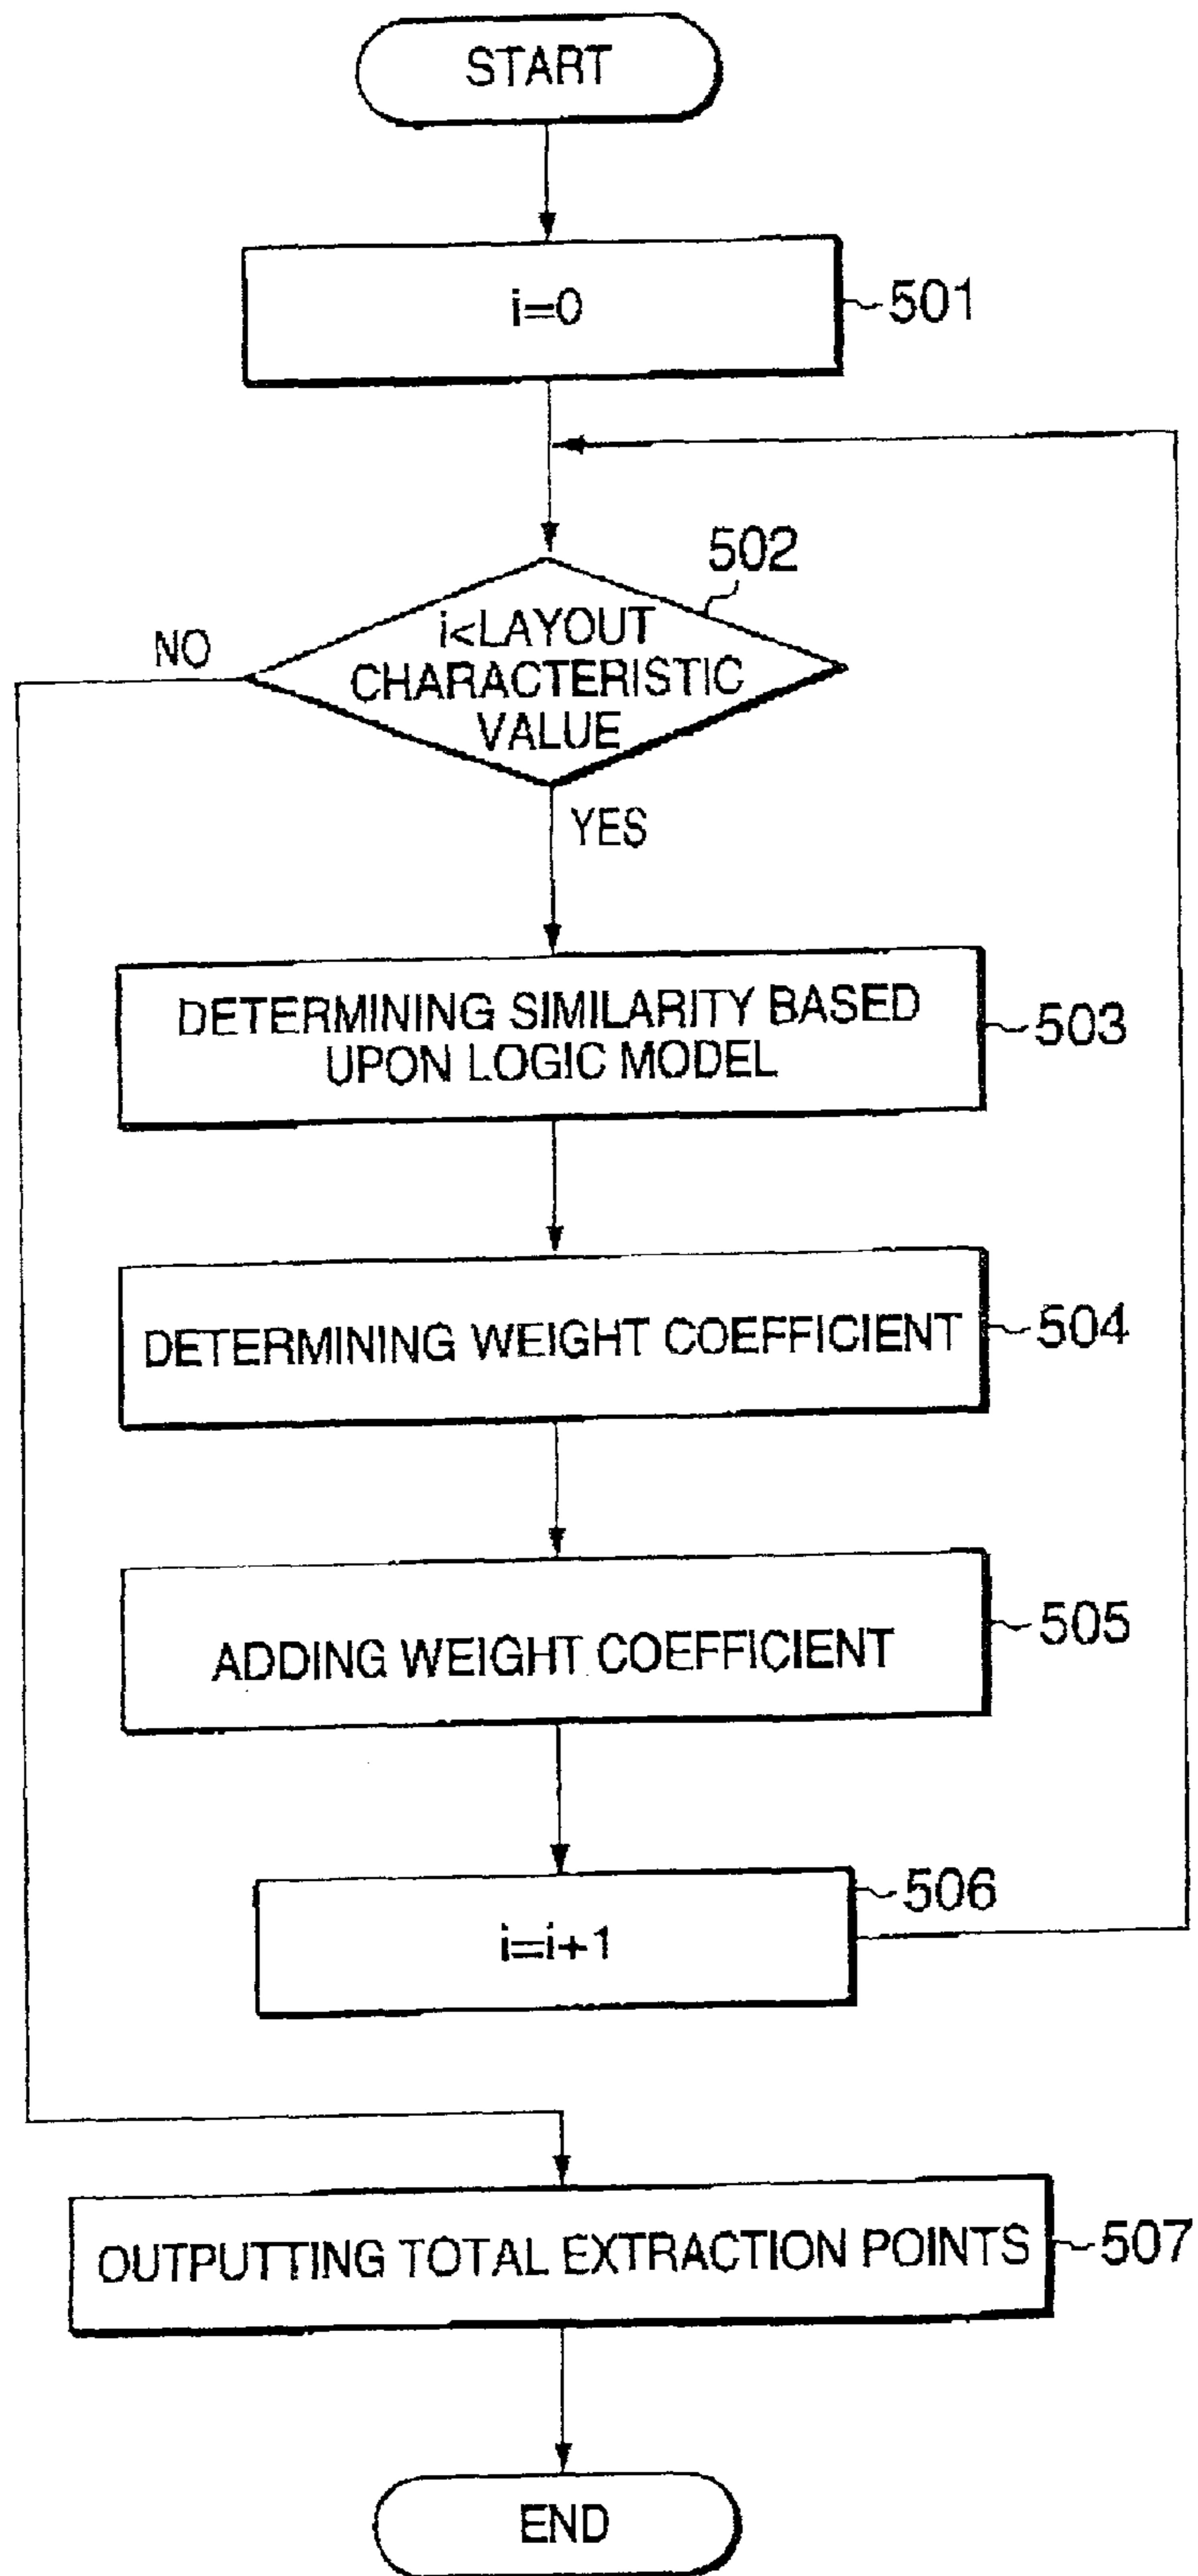 START
i=0
501
502
i<LAYOUT
CHARACTERISTIC
VALUE
NO
YES
DETERMINING SIMILARITY BASED
UPON LOGIC MODEL
503
DETERMINING WEIGHT COEFFICIENT
504
ADDING WEIGHT COEFFICIENT
505
i=i+1
506
OUTPUTTING TOTAL EXTRACTION POINTS
507
END